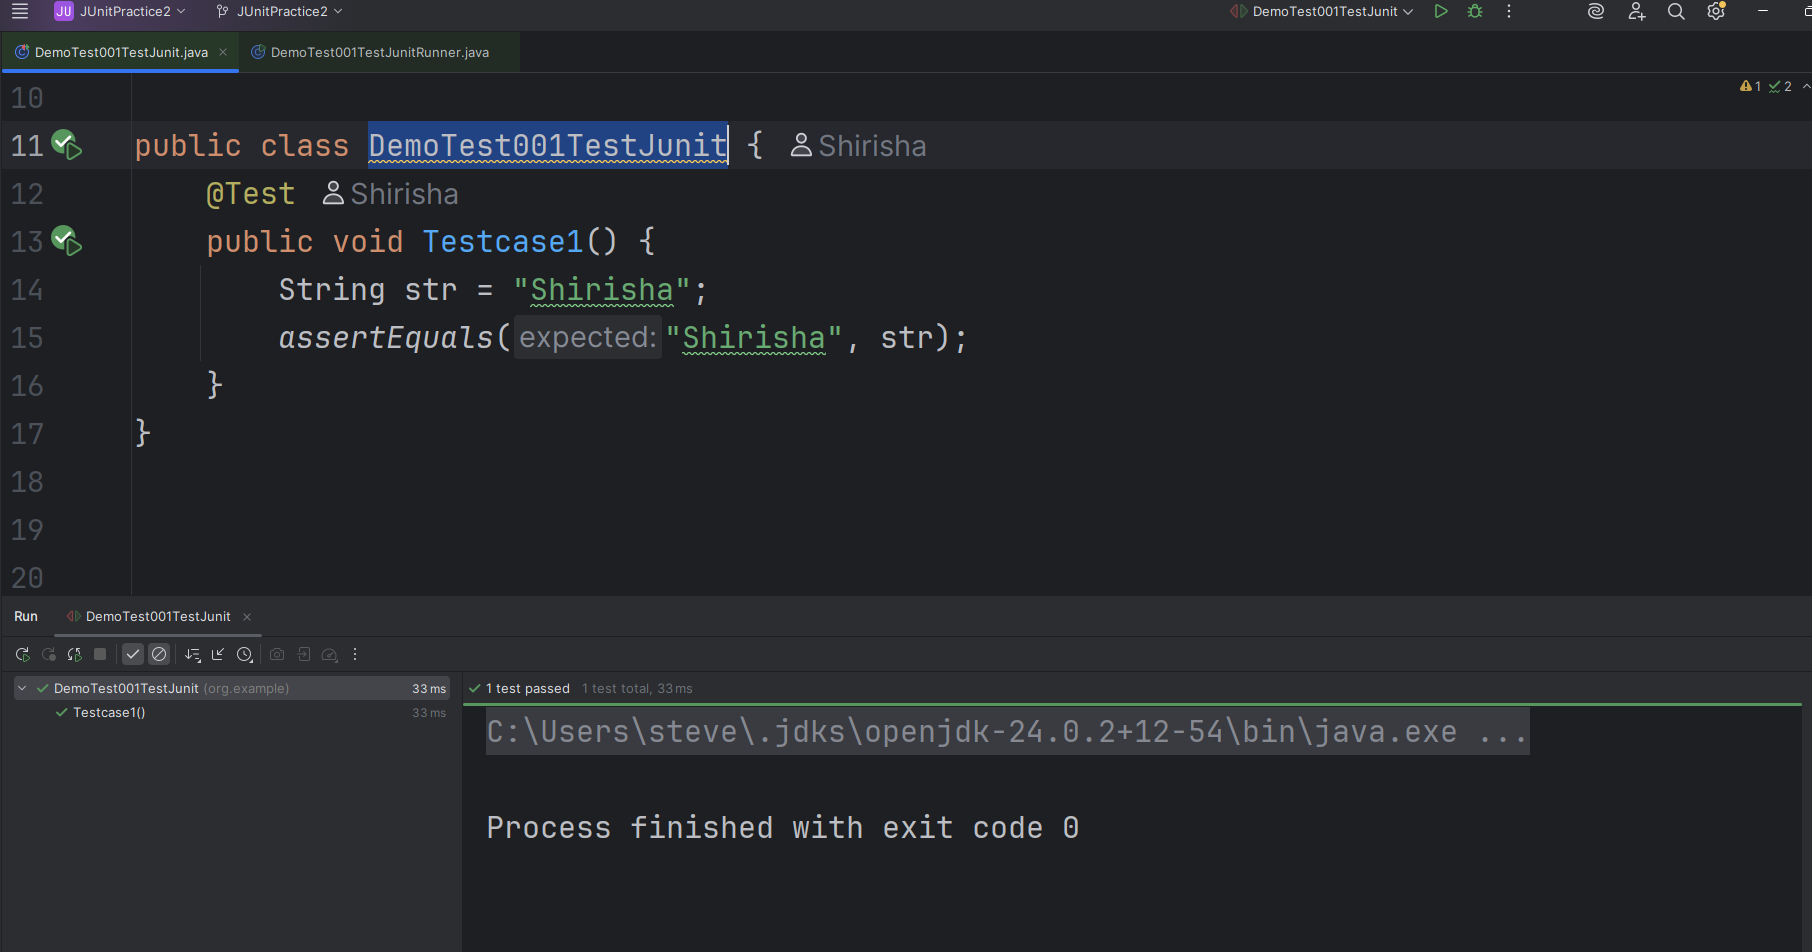 JU JUnitPractice2 JUnitPractice2 DemoTest001TestJunit
DemoTest001TestJunit.java DemoTest001TestJunitRunner.java
1 2
10
11 public class DemoTest001TestJunit { Shirisha
12 @Test Shirisha
13 public void Testcase1() {
14 String str = "Shirisha";
15 assertEquals( expected: "Shirisha", str);
16 }
17 }
18
19
20
Run DemoTest001TestJunit
DemoTest001TestJunit (org.example) 33 ms
Testcase1() 33 ms
1 test passed 1 test total, 33 ms
C:\Users\steve\.jdks\openjdk-24.0.2+12-54\bin\java.exe ...
Process finished with exit code 0